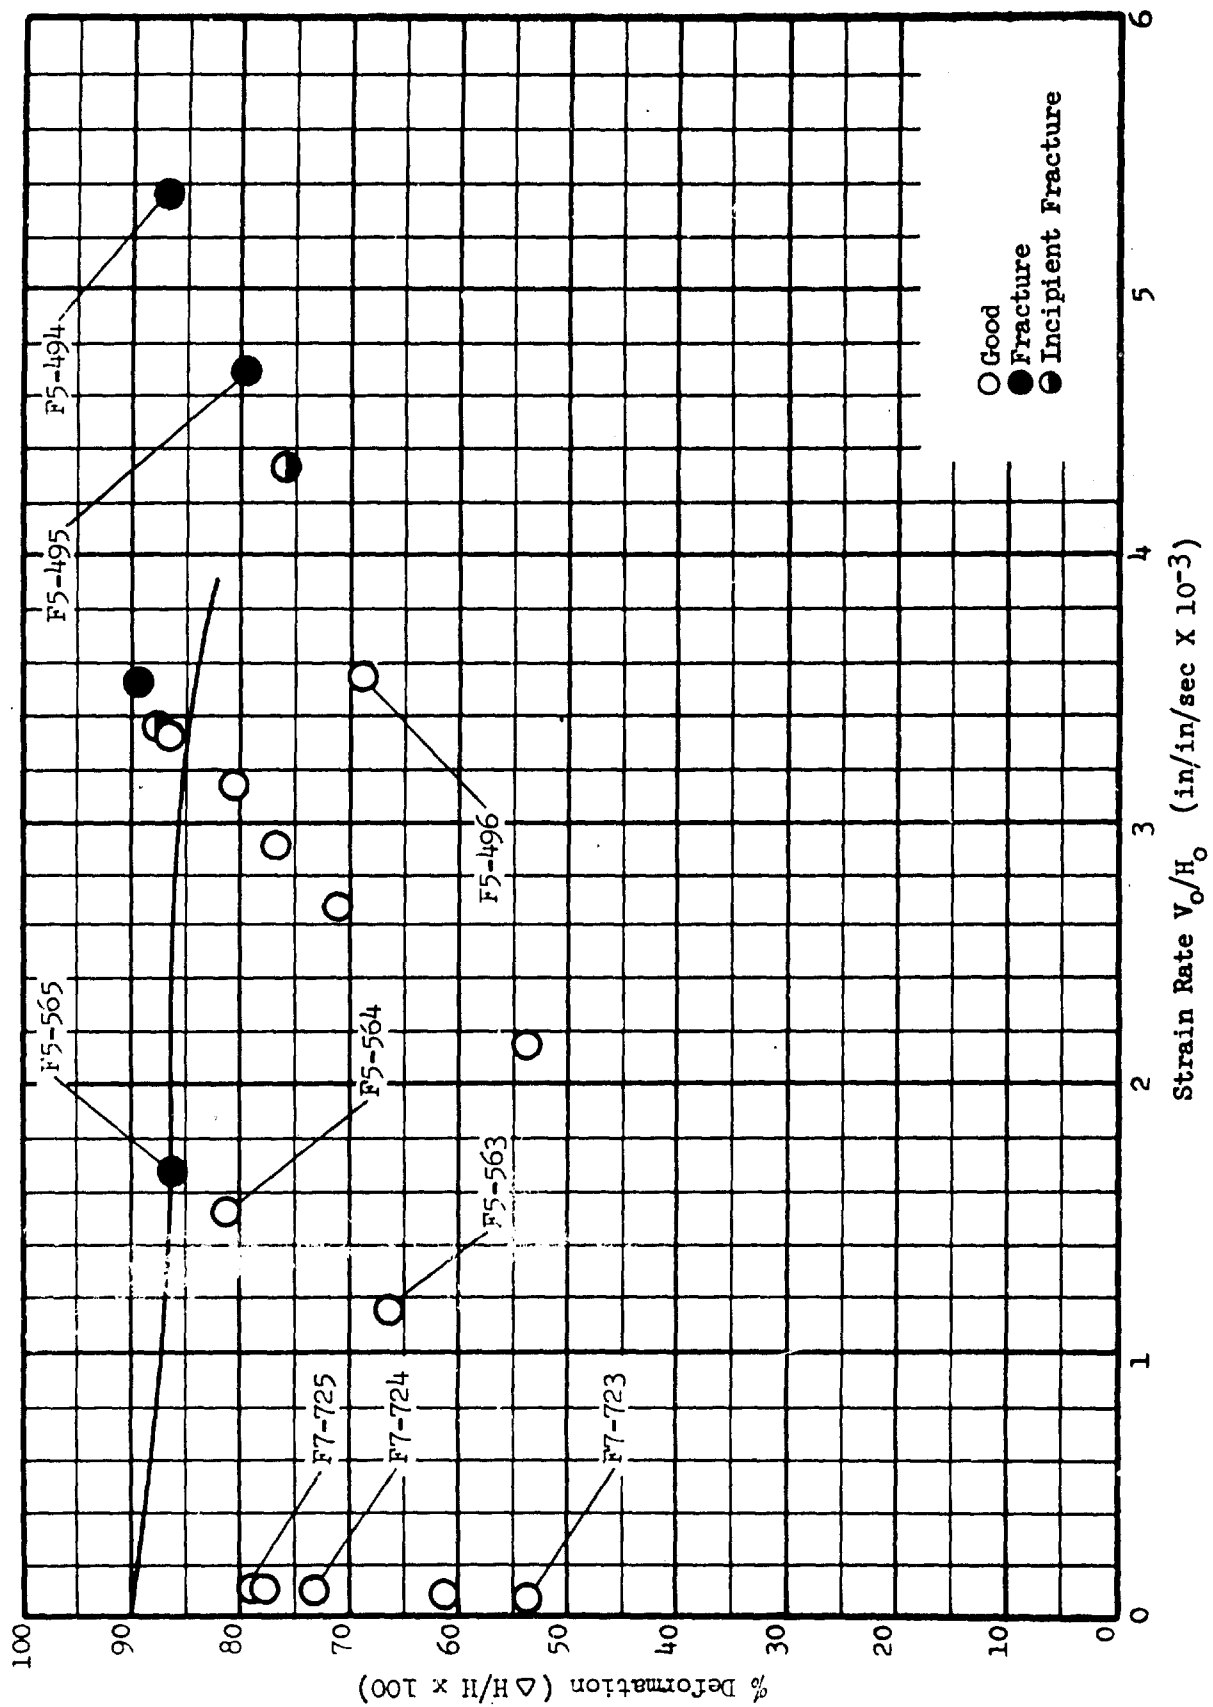 100
90
80
70
60
50
40
30
20
10
0
% Deformation (ΔH/H x 100)
F5-565
F5-495
F5-494
F5-564
F5-496
F5-563
F7-725
F7-724
F7-723
Good
Fracture
Incipient Fracture
0
1
2
3
4
5
6
Strain Rate V₀/H₀ (in/in/sec X 10⁻³)